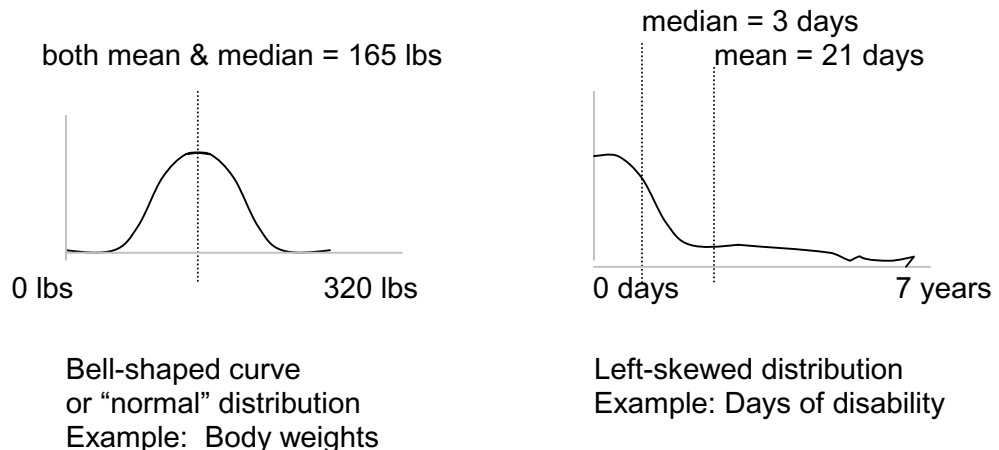 both mean & median = 165 lbs
0 lbs
320 lbs
Bell-shaped curve
or “normal” distribution
Example:  Body weights
median = 3 days
mean = 21 days
0 days
7 years
Left-skewed distribution
Example: Days of disability